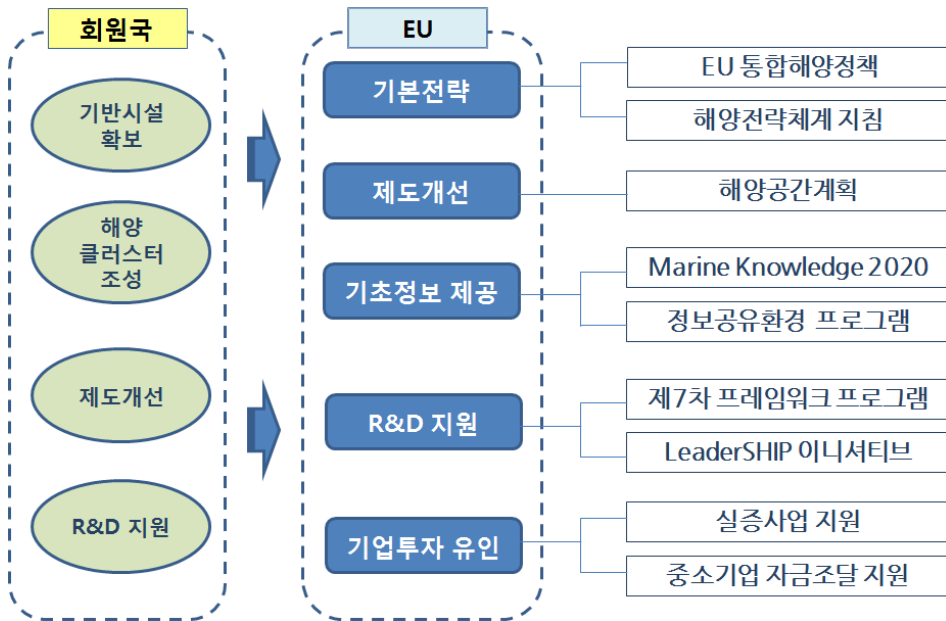 회원국
기반시설
확보
해양
클러스터
조성
제도개선
R&D 지원
EU
기본전략
제도개선
기초정보 제공
R&D 지원
기업투자 유인
EU 통합해양정책
해양전략체계 지침
해양공간계획
Marine Knowledge 2020
정보공유환경 프로그램
제7차 프레임워크 프로그램
LeaderSHIP 이니셔티브
실증사업 지원
중소기업 자금조달 지원